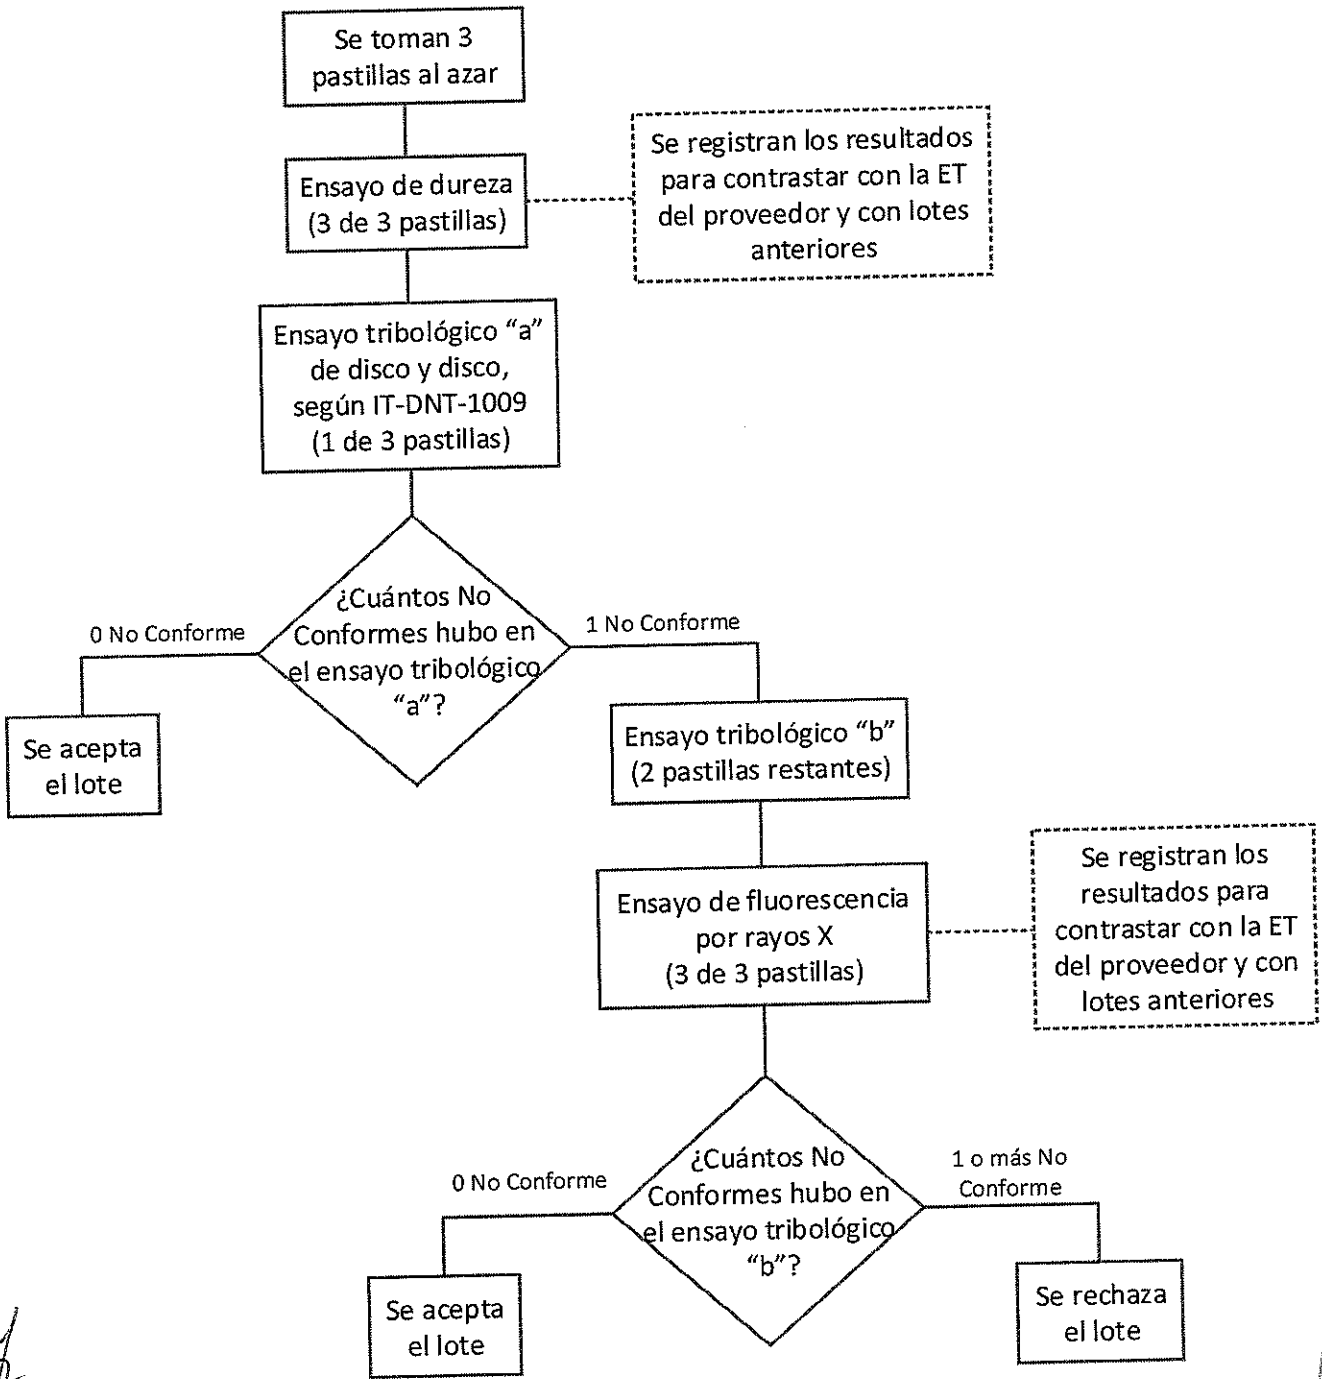 Se toman 3
pastillas al azar
Ensayo de dureza
(3 de 3 pastillas)
Se registran los resultados
para contrastar con la ET
del proveedor y con lotes
anteriores
Ensayo tribológico “a”
de disco y disco,
según IT-DNT-1009
(1 de 3 pastillas)
¿Cuántos No
Conformes hubo en
el ensayo tribológico
“a”?
0 No Conforme
1 No Conforme
Se acepta
el lote
Ensayo tribológico “b”
(2 pastillas restantes)
Ensayo de fluorescencia
por rayos X
(3 de 3 pastillas)
Se registran los
resultados para
contrastar con la ET
del proveedor y con
lotes anteriores
¿Cuántos No
Conformes hubo en
el ensayo tribológico
“b”?
0 No Conforme
1 o más No
Conforme
Se acepta
el lote
Se rechaza
el lote